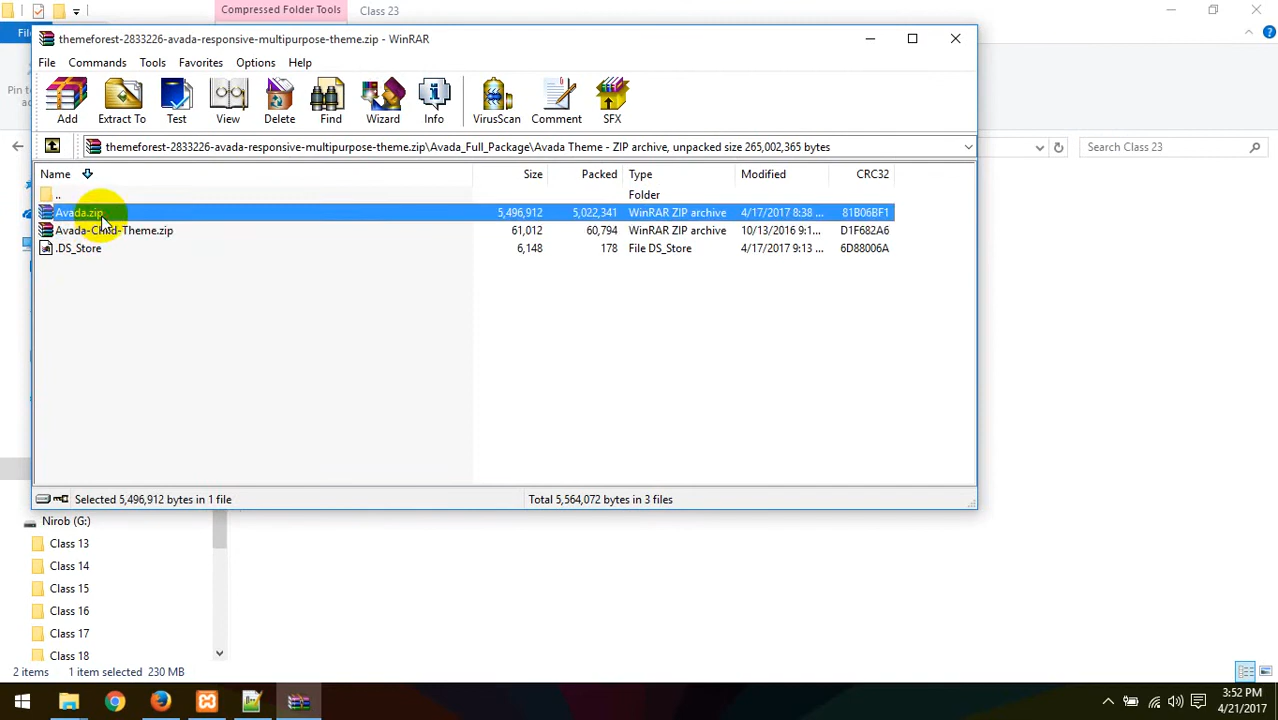 Compressed Folder Tools
Class 23
themeforest-2833226-avada-responsive-multipurpose-theme.zip - WinRAR
File Commands Tools Favorites Options Help
Add Extract To Test View Delete Find Wizard Info VirusScan Comment SFX
themeforest-2833226-avada-responsive-multipurpose-theme.zip\Avada_Full_Package\Avada Theme - ZIP archive, unpacked size 265,002,365 bytes
Search Class 23
Name Size Packed Type Modified CRC32
.. Folder
Avada.zip 5,496,912 5,022,341 WinRAR ZIP archive 4/17/2017 8:38 ... 81B06BF1
Avada-Child-Theme.zip 61,012 60,794 WinRAR ZIP archive 10/13/2016 9:1... D1F682A6
.DS_Store 6,148 178 File DS_Store 4/17/2017 9:13 ... 6D88006A
Selected 5,496,912 bytes in 1 file
Total 5,564,072 bytes in 3 files
Nirob (G:)
Class 13
Class 14
Class 15
Class 16
Class 17
Class 18
2 items 1 item selected 230 MB
3:52 PM
4/21/2017